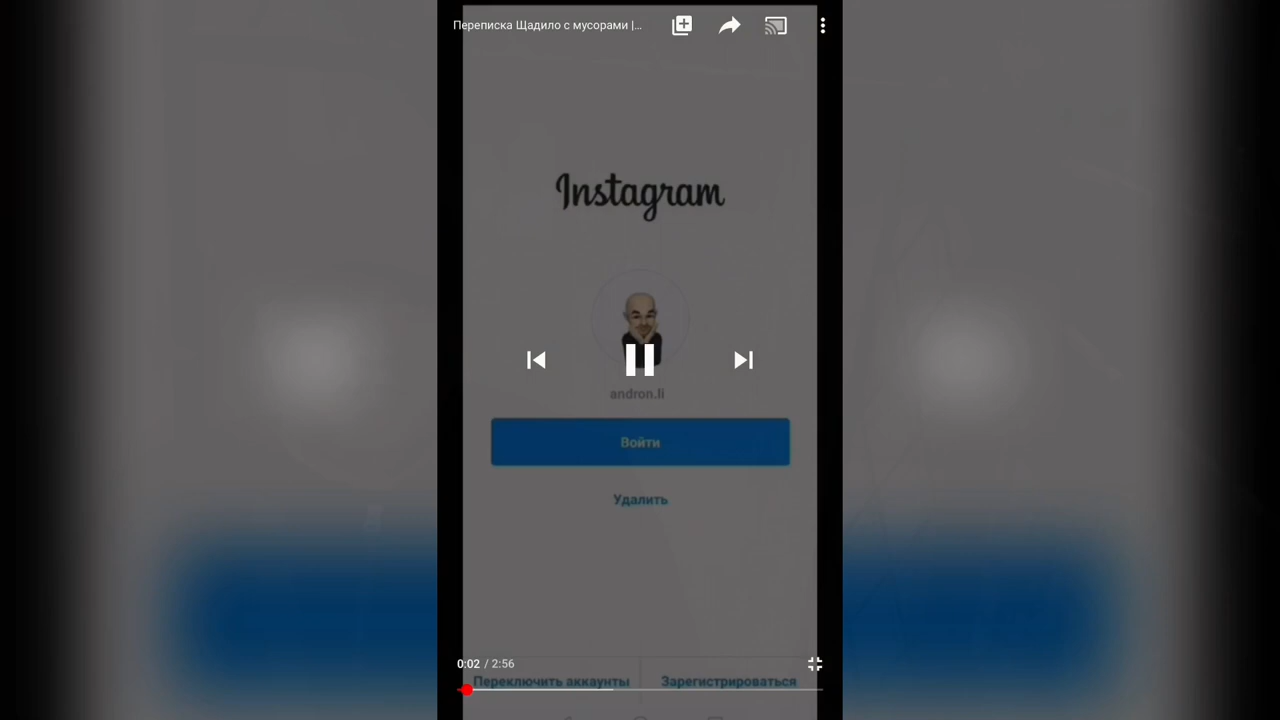 Переписка Щадило с мусорами |...
Instagram
andron.li
Войти
Удалить
0:02 / 2:56
Переключить аккаунты
Зарегистрироваться